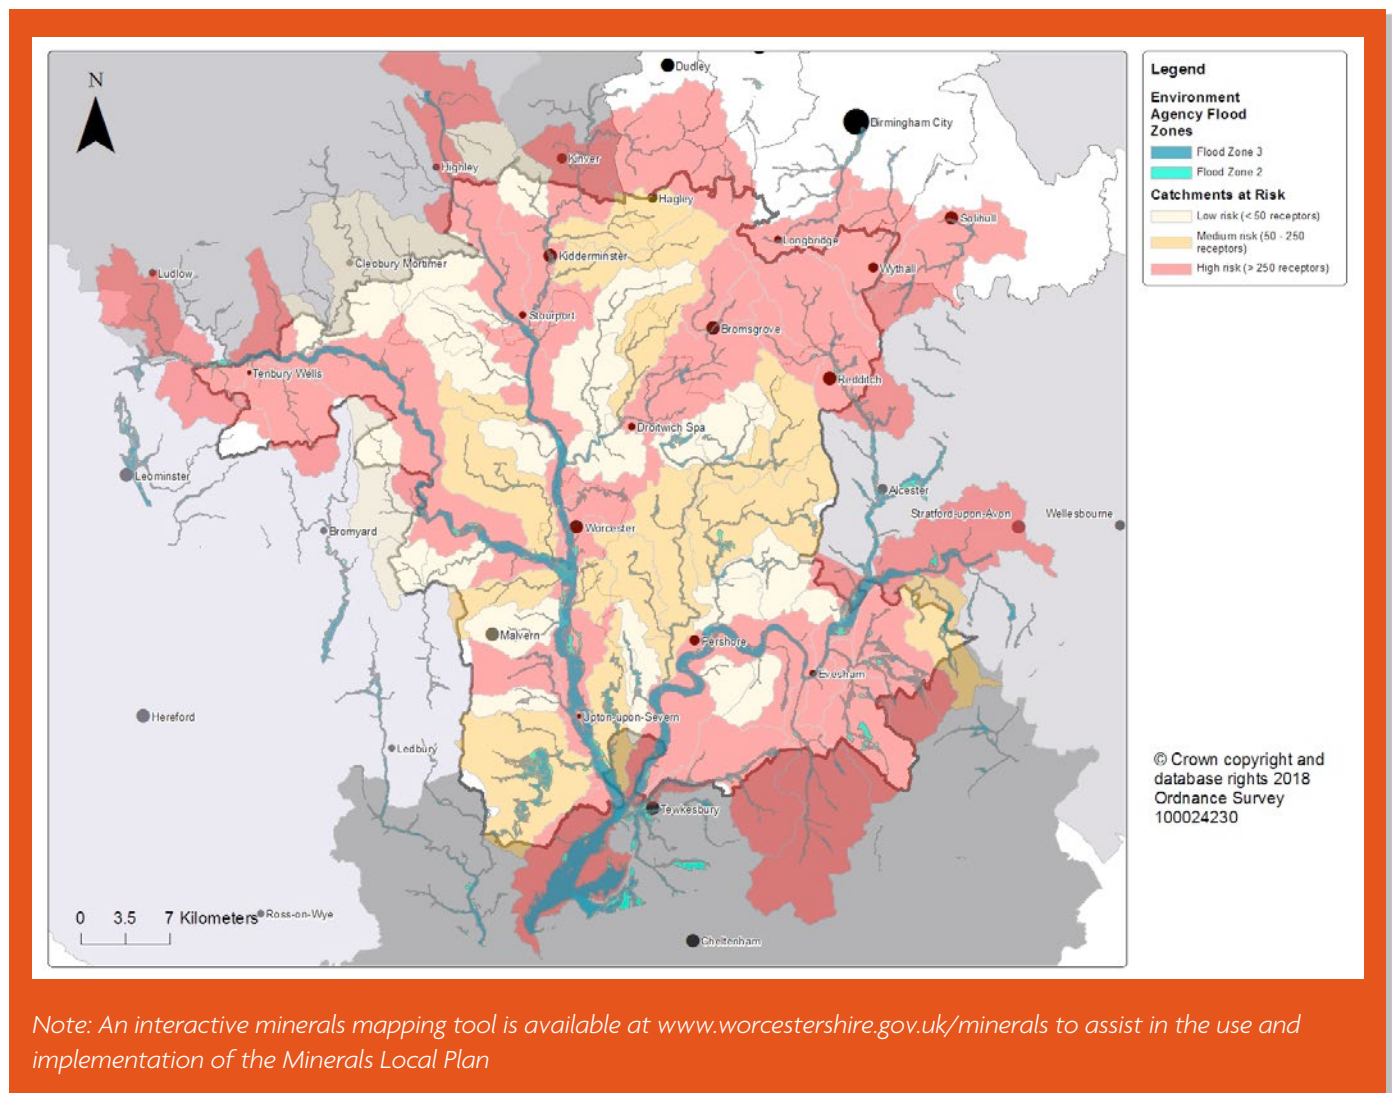 N
Dudley
Birmingham City
Highley
Kinver
Hagley
Solihull
Longbridge
Kidderminster
Cleobury Mortimer
Wythall
Ludlow
Stourport
Bromsgrove
Tenbury Wells
Redditch
Droitwich Spa
Leominster
Alcester
Stratford-upon-Avon
Wellesbourne
Worcester
Bromyard
Malvern
Pershore
Evesham
Hereford
Upton-upon-Severn
Ledbury
Tewkesbury
0 3.5 7 Kilometers
Ross-on-Wye
Cheltenham
Legend
Environment
Agency Flood
Zones
Flood Zone 3
Flood Zone 2
Catchments at Risk
Low risk (< 50 receptors)
Medium risk (50 - 250
receptors)
High risk (> 250 receptors)
© Crown copyright and
database rights 2018
Ordnance Survey
100024230
Note: An interactive minerals mapping tool is available at www.worcestershire.gov.uk/minerals to assist in the use and
implementation of the Minerals Local Plan